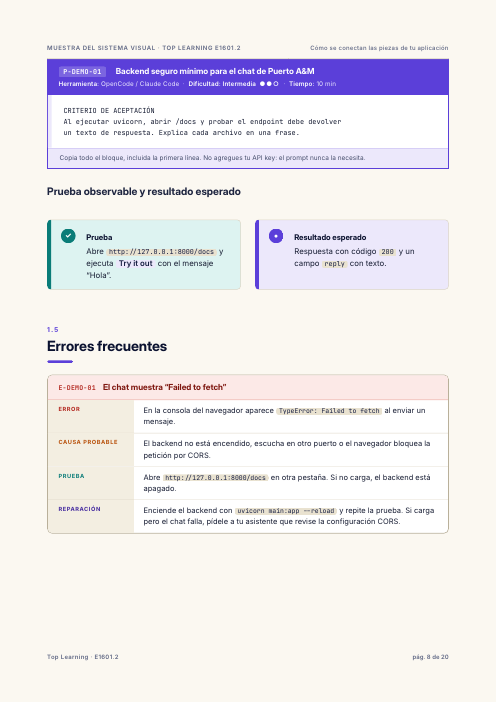 MUESTRA DEL SISTEMA VISUAL · TOP LEARNING E1601.2
Cómo se conectan las piezas de tu aplicación
P-DEMO-01 Backend seguro mínimo para el chat de Puerto A&M
Herramienta: OpenCode / Claude Code · Dificultad: Intermedia ●●○ · Tiempo: 10 min
CRITERIO DE ACEPTACIÓN
Al ejecutar uvicorn, abrir /docs y probar el endpoint debe devolver
un texto de respuesta. Explica cada archivo en una frase.
Copia todo el bloque, incluida la primera línea. No agregues tu API key: el prompt nunca la necesita.
Prueba observable y resultado esperado
Prueba
Abre http://127.0.0.1:8000/docs y
ejecuta Try it out con el mensaje
“Hola”.
Resultado esperado
Respuesta con código 200 y un
campo reply con texto.
1.5
Errores frecuentes
E-DEMO-01 El chat muestra “Failed to fetch”
ERROR
En la consola del navegador aparece TypeError: Failed to fetch al enviar un
mensaje.
CAUSA PROBABLE
El backend no está encendido, escucha en otro puerto o el navegador bloquea la
petición por CORS.
PRUEBA
Abre http://127.0.0.1:8000/docs en otra pestaña. Si no carga, el backend está
apagado.
REPARACIÓN
Enciende el backend con uvicorn main:app --reload y repite la prueba. Si carga
pero el chat falla, pídele a tu asistente que revise la configuración CORS.
Top Learning · E1601.2
pág. 8 de 20